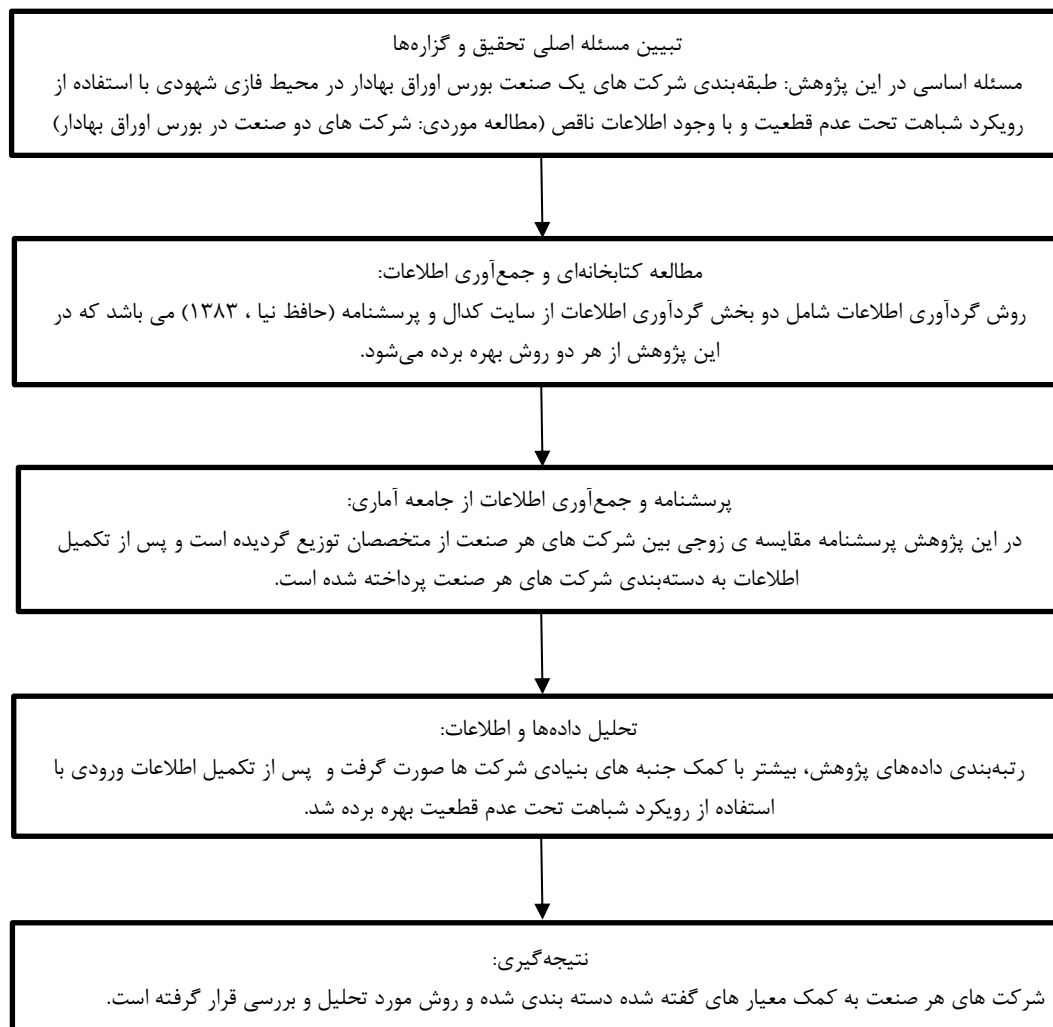 تبیین مسئله اصلی تحقیق و گزاره‌ها
مسئله اساسی در این پژوهش: طبقه‌بندی شرکت های یک صنعت بورس اوراق بهادار در محیط فازی شهودی با استفاده از
رویکرد شباهت تحت عدم قطعیت و با وجود اطلاعات ناقص (مطالعه موردی: شرکت های دو صنعت در بورس اوراق بهادار)
مطالعه کتابخانه‌ای و جمع‌آوری اطلاعات:
روش گردآوری اطلاعات شامل دو بخش گردآوری اطلاعات از سایت کدال و پرسشنامه (حافظ نیا ، ۱۳۸۳) می باشد که در
این پژوهش از هر دو روش بهره برده می‌شود.
پرسشنامه و جمع‌آوری اطلاعات از جامعه آماری:
در این پژوهش پرسشنامه مقایسه ی زوجی بین شرکت های هر صنعت از متخصصان توزیع گردیده است و پس از تکمیل
اطلاعات به دسته‌بندی شرکت های هر صنعت پرداخته شده است.
تحلیل داده‌ها و اطلاعات:
رتبه‌بندی داده‌های پژوهش، بیشتر با کمک جنبه های بنیادی شرکت ها صورت گرفت و پس از تکمیل اطلاعات ورودی با
استفاده از رویکرد شباهت تحت عدم قطعیت بهره برده شد.
نتیجه‌گیری:
شرکت های هر صنعت به کمک معیار های گفته شده دسته بندی شده و روش مورد تحلیل و بررسی قرار گرفته است.